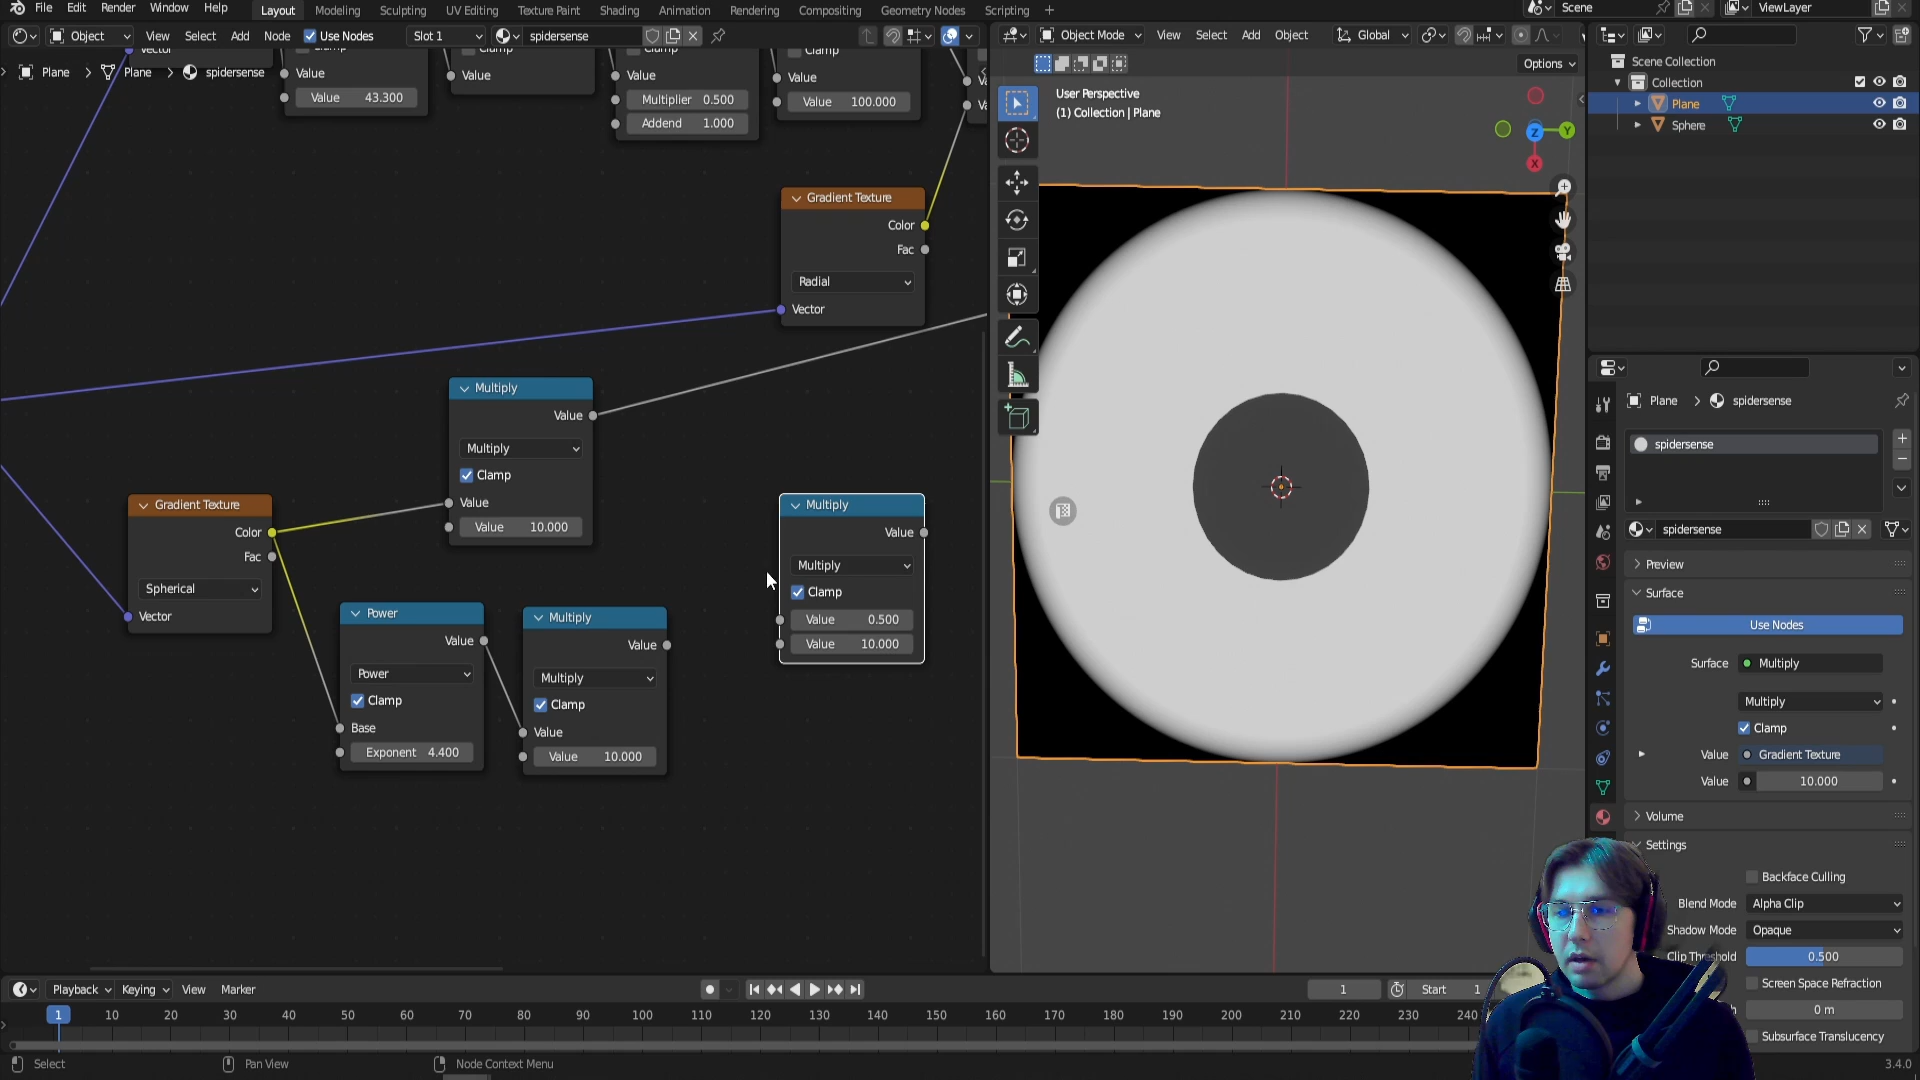 File Edit Render Window Help Layout Modeling Sculpting UV Editing Texture Paint Shading Animation Rendering Compositing Geometry Nodes Scripting + Scene ViewLayer
Object View Select Add Node Use Nodes Slot 1 spidersense
Object Mode View Select Add Object Global
Options
Plane > Plane > spidersense
Value
Value 43.300
Value
Value
Multiplier 0.500
Addend 1.000
Value
Value 100.000
Gradient Texture
Color
Fac
Radial
Vector
Multiply
Value
Multiply
Clamp
Value
Value 10.000
Gradient Texture
Color
Fac
Spherical
Vector
Power
Value
Power
Clamp
Base
Exponent 4.400
Multiply
Value
Multiply
Clamp
Value
Value 10.000
Multiply
Value
Multiply
Clamp
Value 0.500
Value 10.000
User Perspective
(1) Collection | Plane
Z
Y
X
Scene Collection
Collection
Plane
Sphere
Plane > spidersense
spidersense
spidersense
Preview
Surface
Use Nodes
Surface Multiply
Multiply
Clamp
Value Gradient Texture
Value 10.000
Volume
Settings
Backface Culling
Blend Mode Alpha Clip
Shadow Mode Opaque
Clip Threshold 0.500
Screen Space Refraction
0 m
Subsurface Translucency
Playback Keying View Marker
1 Start 1
1 10 20 30 40 50 60 70 80 90 100 110 120 130 140 150 160 170 180 190 200 210 220 230 240
Select Pan View Node Context Menu 3.4.0